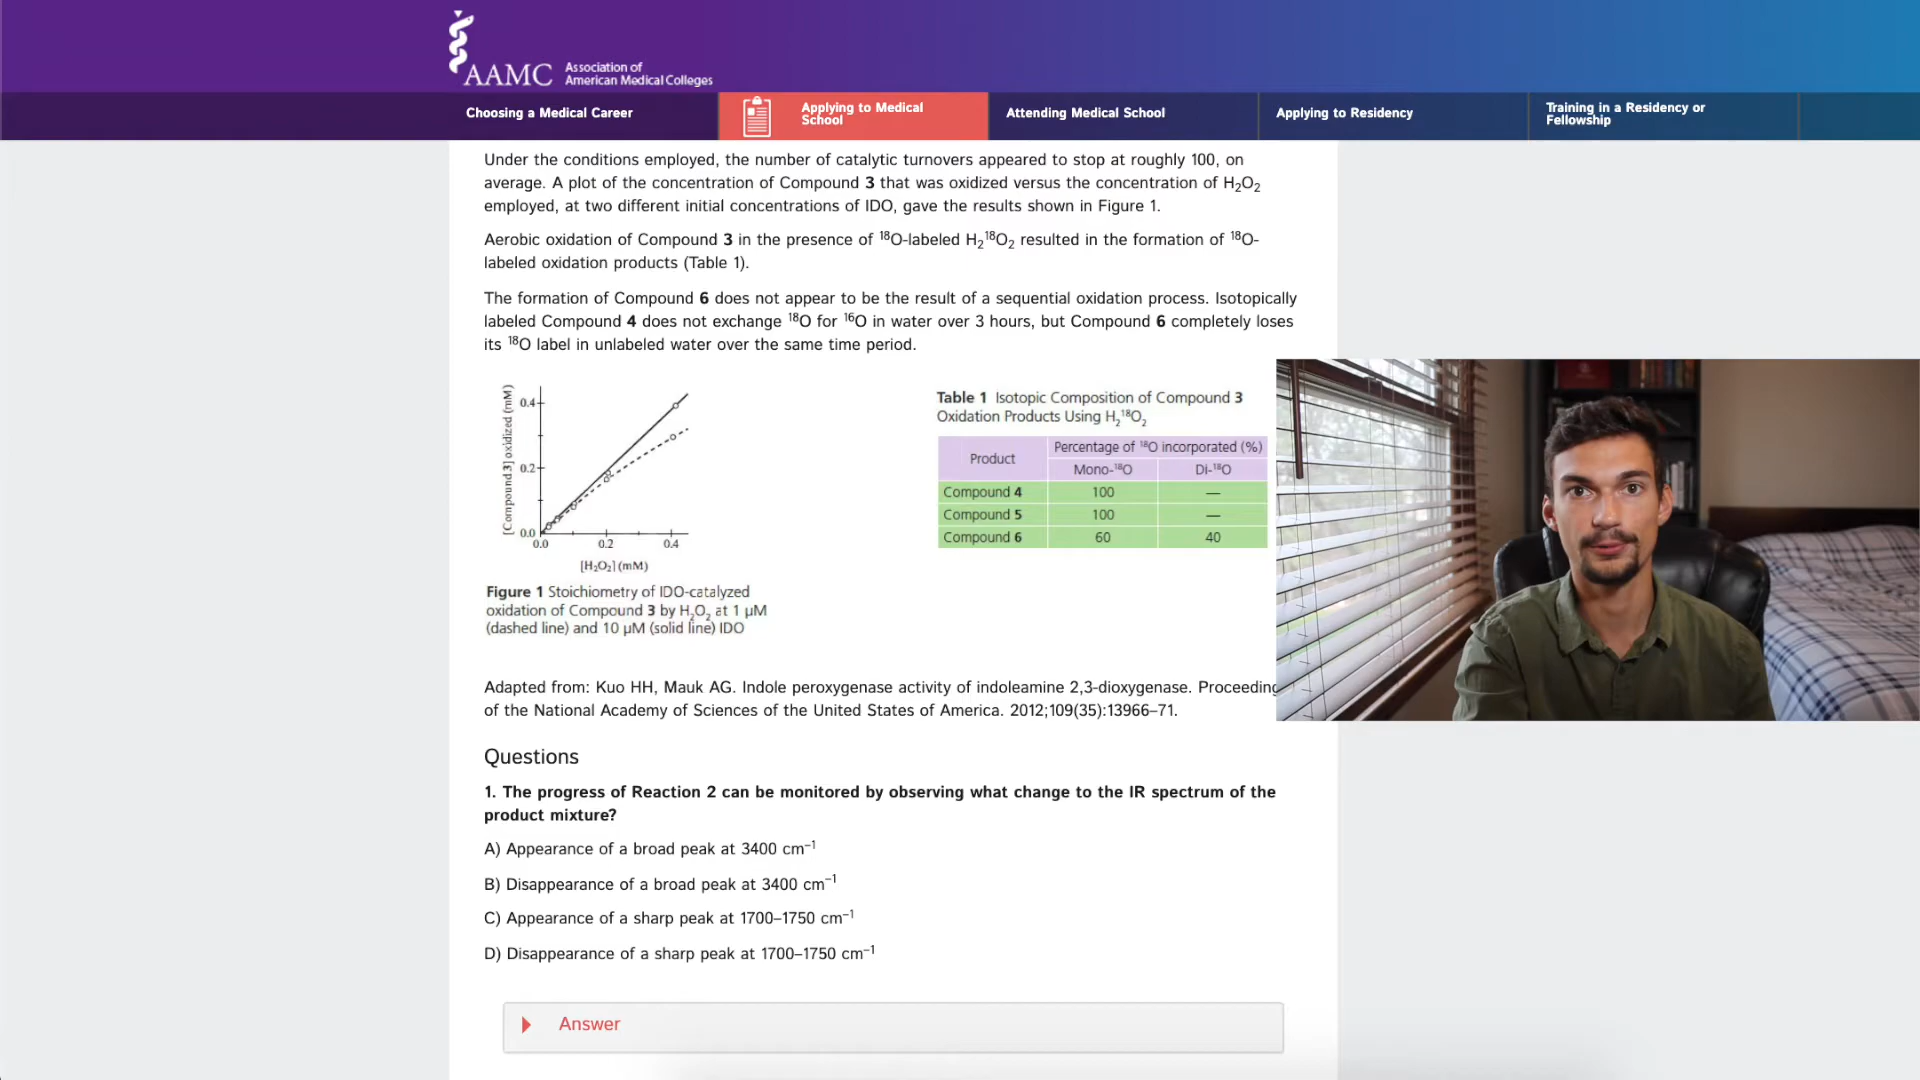 AAMC
Association of
American Medical Colleges
Choosing a Medical Career
Applying to Medical
School
Attending Medical School
Applying to Residency
Training in a Residency or
Fellowship
Under the conditions employed, the number of catalytic turnovers appeared to stop at roughly 100, on
average. A plot of the concentration of Compound 3 that was oxidized versus the concentration of H₂O₂
employed, at two different initial concentrations of IDO, gave the results shown in Figure 1.
Aerobic oxidation of Compound 3 in the presence of ¹⁸O-labeled H₂¹⁸O₂ resulted in the formation of ¹⁸O-
labeled oxidation products (Table 1).
The formation of Compound 6 does not appear to be the result of a sequential oxidation process. Isotopically
labeled Compound 4 does not exchange ¹⁸O for ¹⁶O in water over 3 hours, but Compound 6 completely loses
its ¹⁸O label in unlabeled water over the same time period.
[Compound 3] oxidized (mM)
0.4
0.2
0.0
0.0 0.2 0.4
[H₂O₂] (mM)
Figure 1 Stoichiometry of IDO-catalyzed
oxidation of Compound 3 by H₂O₂ at 1 µM
(dashed line) and 10 µM (solid line) IDO
Table 1 Isotopic Composition of Compound 3
Oxidation Products Using H₂¹⁸O₂
Product Percentage of ¹⁸O incorporated (%)
Mono-¹⁸O Di-¹⁸O
Compound 4 100 —
Compound 5 100 —
Compound 6 60 40
Adapted from: Kuo HH, Mauk AG. Indole peroxygenase activity of indoleamine 2,3-dioxygenase. Proceeding
of the National Academy of Sciences of the United States of America. 2012;109(35):13966–71.
Questions
1. The progress of Reaction 2 can be monitored by observing what change to the IR spectrum of the
product mixture?
A) Appearance of a broad peak at 3400 cm⁻¹
B) Disappearance of a broad peak at 3400 cm⁻¹
C) Appearance of a sharp peak at 1700–1750 cm⁻¹
D) Disappearance of a sharp peak at 1700–1750 cm⁻¹
Answer